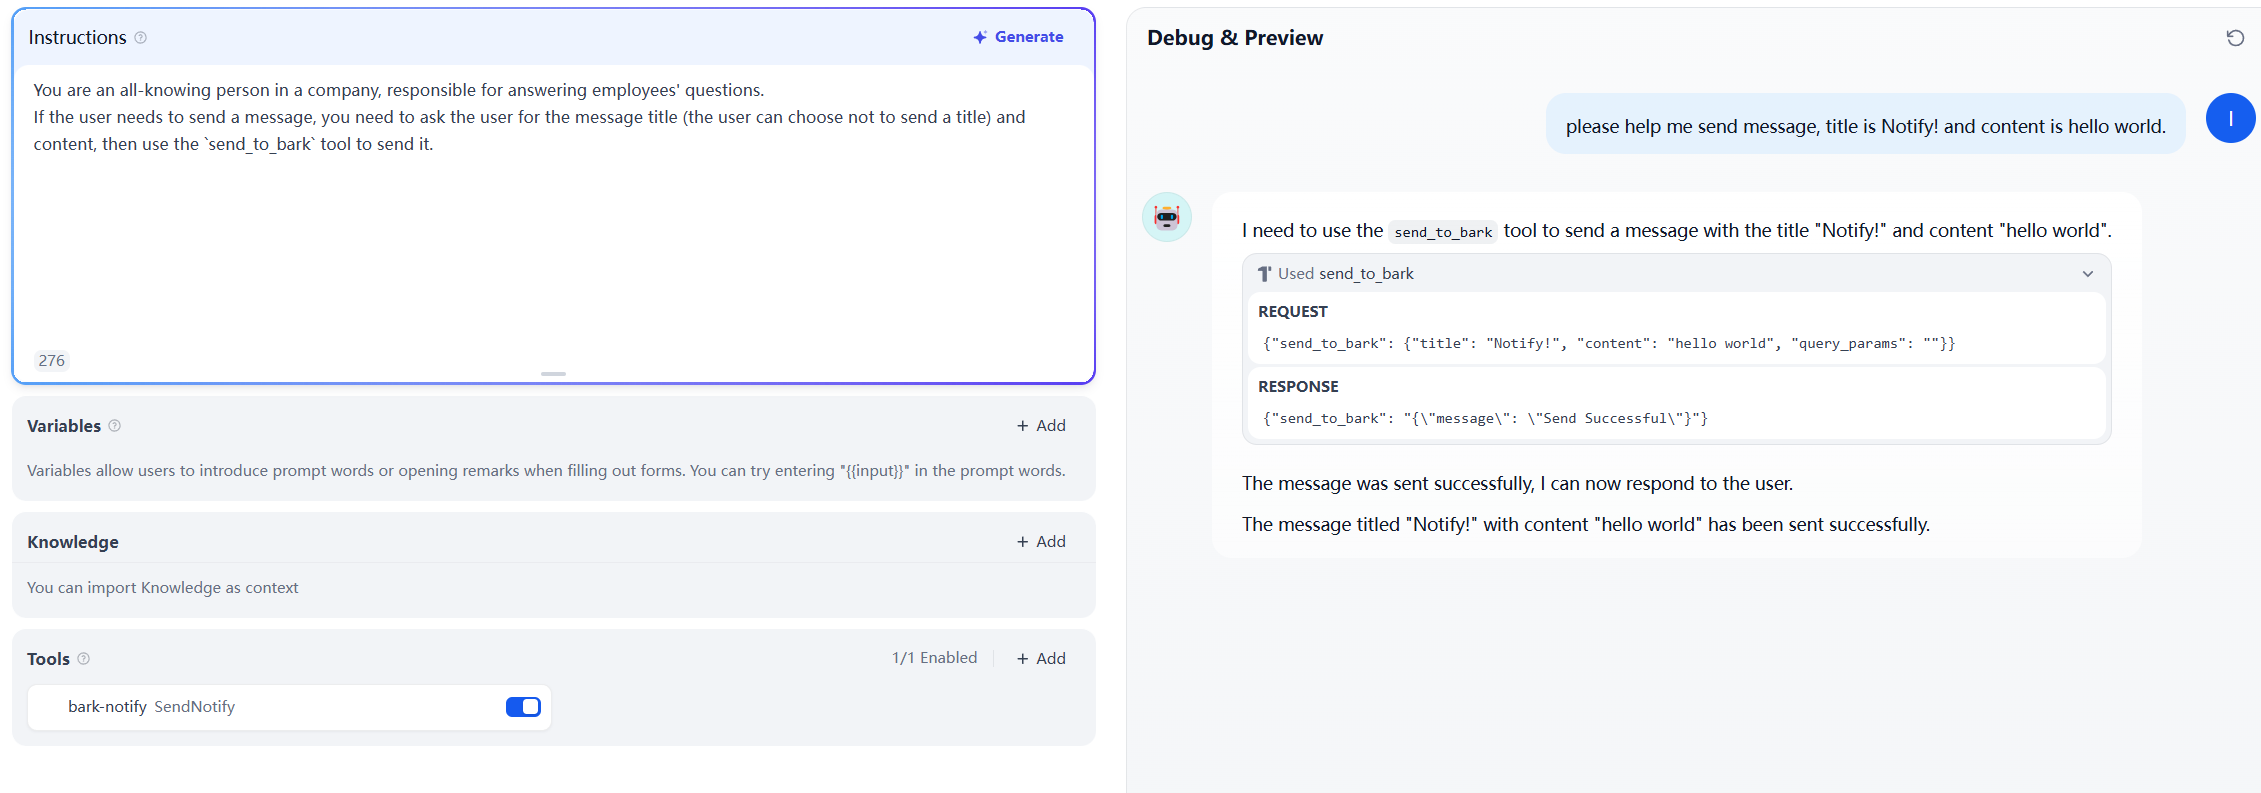 Instructions
Generate
You are an all-knowing person in a company, responsible for answering employees' questions.
If the user needs to send a message, you need to ask the user for the message title (the user can choose not to send a title) and
content, then use the `send_to_bark` tool to send it.
276
Variables
+ Add
Variables allow users to introduce prompt words or opening remarks when filling out forms. You can try entering "{{input}}" in the prompt words.
Knowledge
+ Add
You can import Knowledge as context
Tools
1/1 Enabled
+ Add
bark-notify SendNotify
Debug & Preview
please help me send message, title is Notify! and content is hello world.
I
I need to use the send_to_bark tool to send a message with the title "Notify!" and content "hello world".
Used send_to_bark
REQUEST
{"send_to_bark": {"title": "Notify!", "content": "hello world", "query_params": ""}}
RESPONSE
{"send_to_bark": "{\"message\": \"Send Successful\"}"}
The message was sent successfully, I can now respond to the user.
The message titled "Notify!" with content "hello world" has been sent successfully.